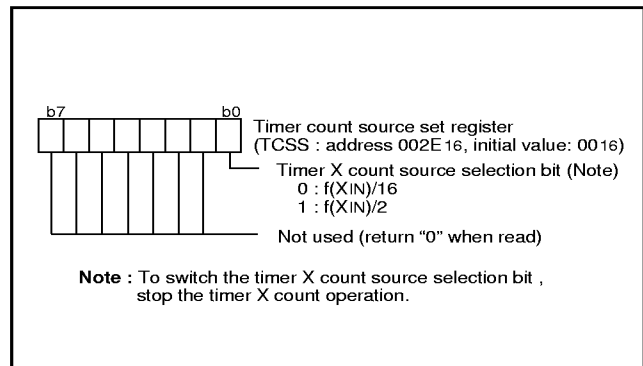 b7 b0
Timer count source set register
(TCSS : address 002E16, initial value: 0016)
Timer X count source selection bit (Note)
0 : f(XIN)/16
1 : f(XIN)/2
Not used (return “0” when read)
Note : To switch the timer X count source selection bit ,
stop the timer X count operation.